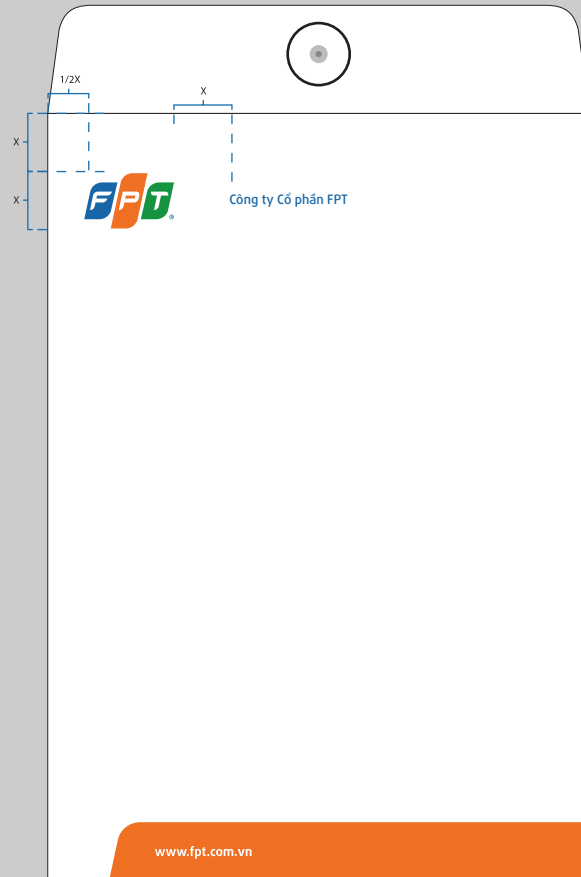 1/2X
X
X
X
FPT®
Công ty Cổ phần FPT
www.fpt.com.vn